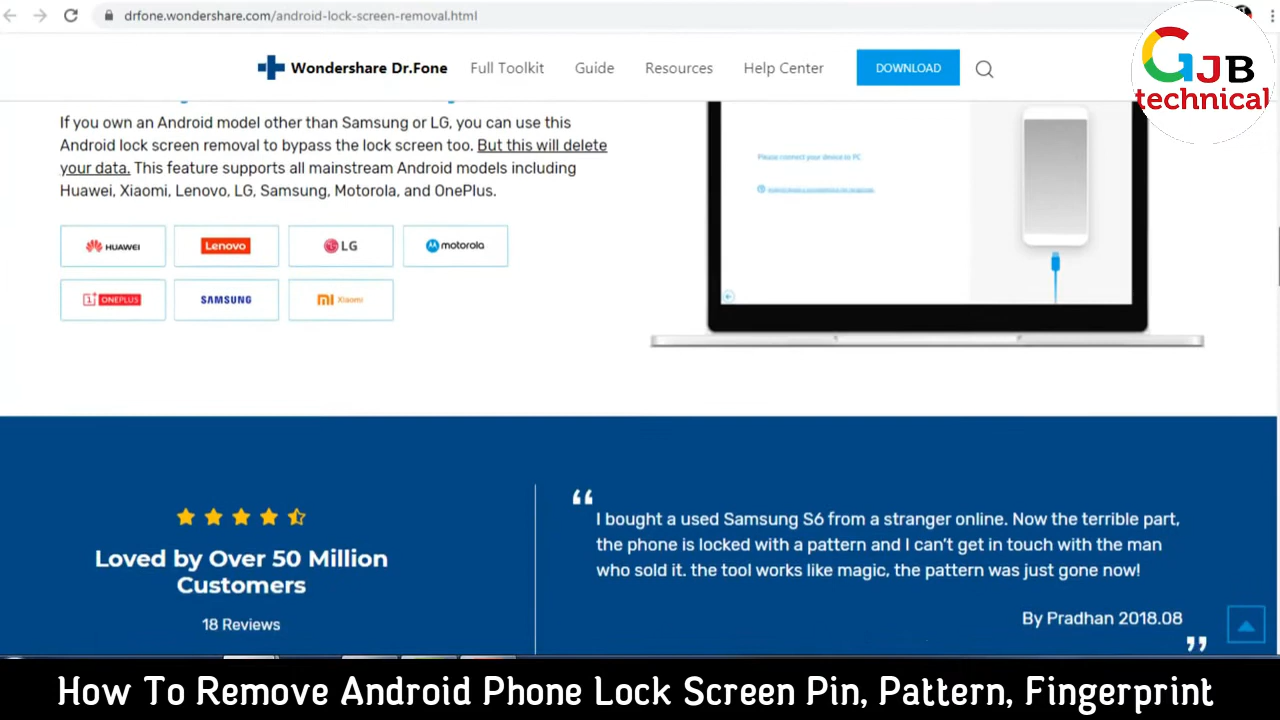 drfone.wondershare.com/android-lock-screen-removal.html
Wondershare Dr.Fone
Full Toolkit
Guide
Resources
Help Center
DOWNLOAD
GJB
technical
If you own an Android model other than Samsung or LG, you can use this
Android lock screen removal to bypass the lock screen too. But this will delete
your data. This feature supports all mainstream Android models including
Huawei, Xiaomi, Lenovo, LG, Samsung, Motorola, and OnePlus.
Please connect your device to PC
HUAWEI
Lenovo
LG
motorola
ONEPLUS
SAMSUNG
Xiaomi
Loved by Over 50 Million
Customers
18 Reviews
“
I bought a used Samsung S6 from a stranger online. Now the terrible part,
the phone is locked with a pattern and I can’t get in touch with the man
who sold it. the tool works like magic, the pattern was just gone now!
By Pradhan 2018.08
”
How To Remove Android Phone Lock Screen Pin, Pattern, Fingerprint